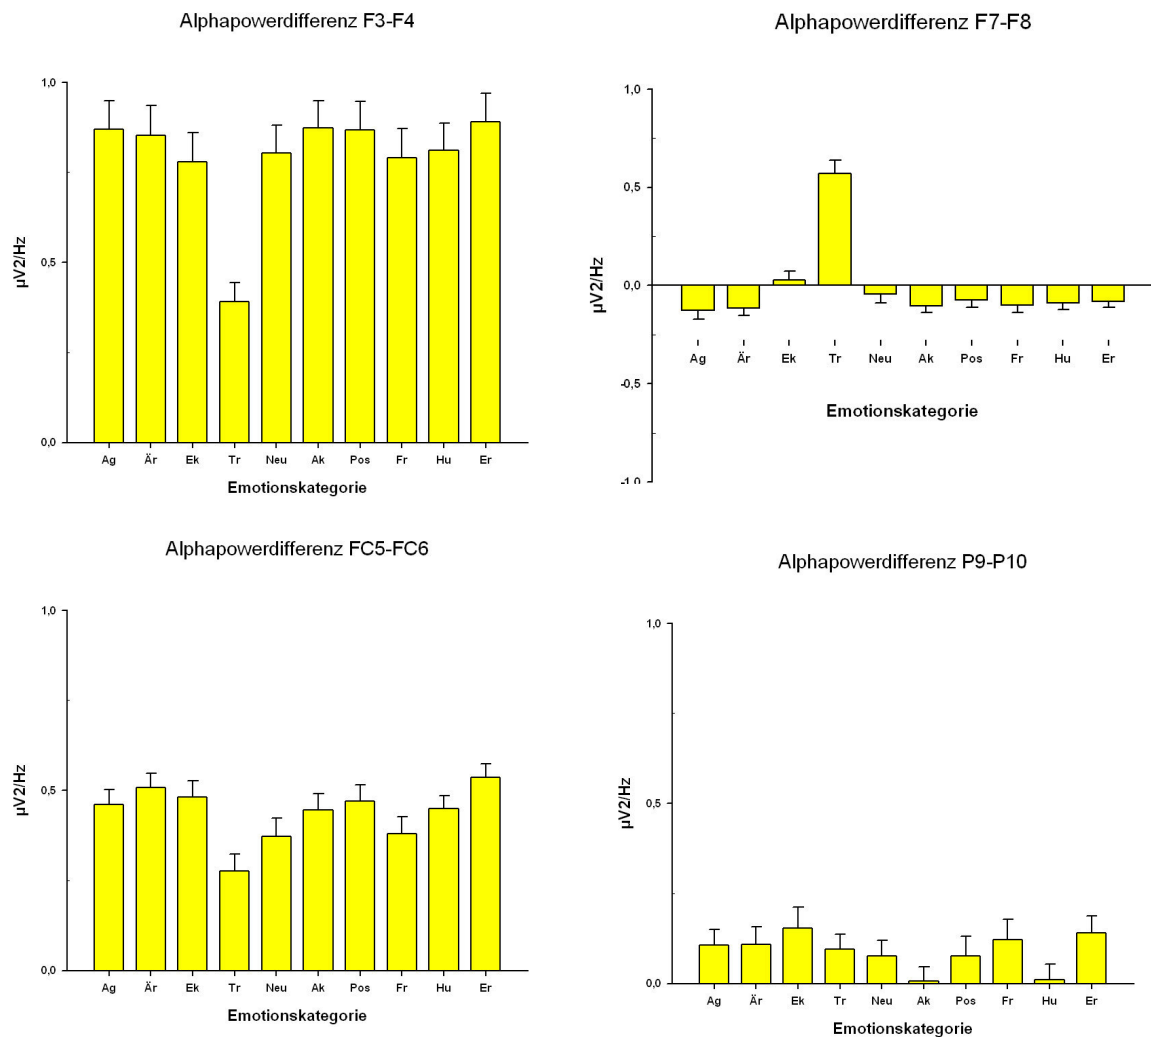 Alphapowerdifferenz F3-F4
1,0
0,5
0,0
µV2/Hz
Ag Är Ek Tr Neu Ak Pos Fr Hu Er
Emotionskategorie
Alphapowerdifferenz F7-F8
1,0
0,5
0,0
-0,5
-1,0
µV2/Hz
Ag Är Ek Tr Neu Ak Pos Fr Hu Er
Emotionskategorie
Alphapowerdifferenz FC5-FC6
1,0
0,5
0,0
µV2/Hz
Ag Är Ek Tr Neu Ak Pos Fr Hu Er
Emotionskategorie
Alphapowerdifferenz P9-P10
1,0
0,5
0,0
µV2/Hz
Ag Är Ek Tr Neu Ak Pos Fr Hu Er
Emotionskategorie